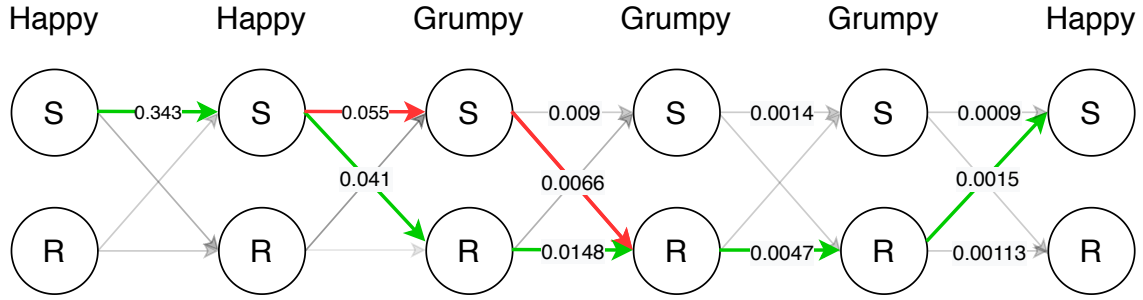 Happy Happy Grumpy Grumpy Grumpy Happy
S 0.343 S 0.055 S 0.009 S 0.0014 S 0.0009 S
0.041 0.0066 0.0015
R R R 0.0148 R 0.0047 R 0.00113 R